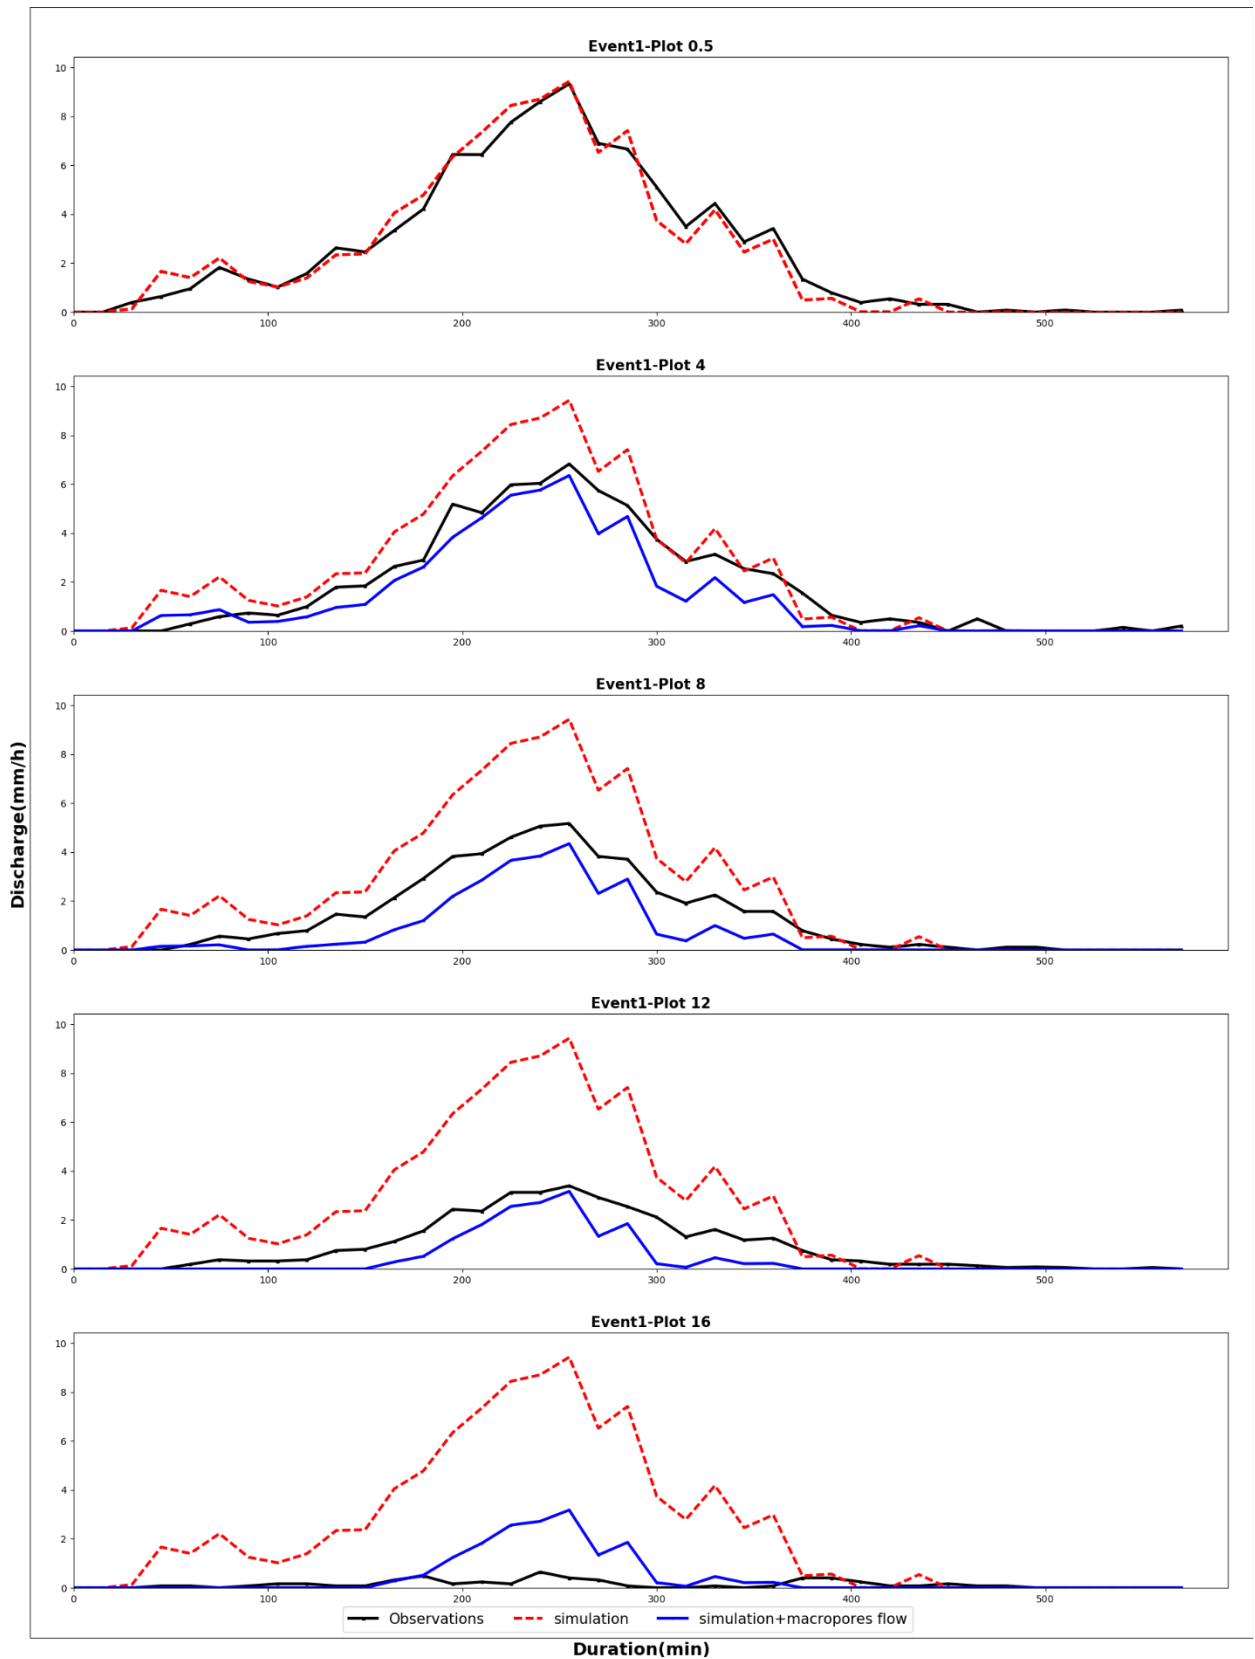 Event1-Plot 0.5
10
8
6
4
2
0
0 100 200 300 400 500
Event1-Plot 4
10
8
6
4
2
0
0 100 200 300 400 500
Event1-Plot 8
10
8
6
4
2
0
0 100 200 300 400 500
Discharge(mm/h)
Event1-Plot 12
10
8
6
4
2
0
0 100 200 300 400 500
Event1-Plot 16
10
8
6
4
2
0
0 100 200 300 400 500
Observations simulation simulation+macropores flow
Duration(min)